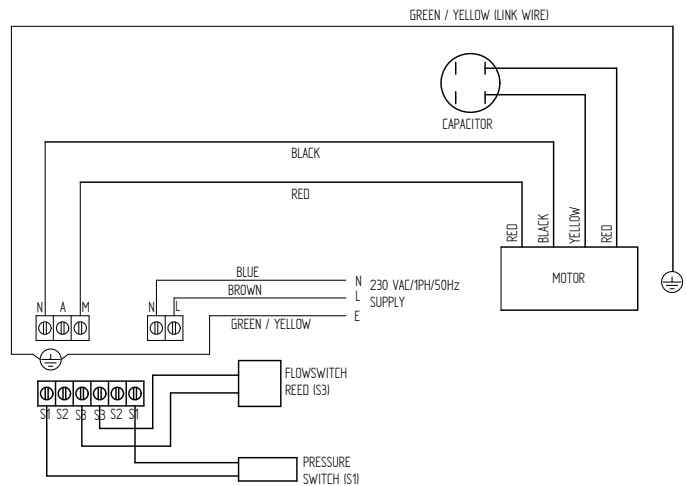 GREEN / YELLOW (LINK WIRE)
CAPACITOR
BLACK
RED
RED
BLACK
YELLOW
RED
MOTOR
BLUE
BROWN
GREEN / YELLOW
N
L
E
230 VAC/1PH/50Hz
SUPPLY
N A M
N L
FLOWSWITCH
REED (S3)
S1 S2 S3 S3 S2 S1
PRESSURE
SWITCH (S1)